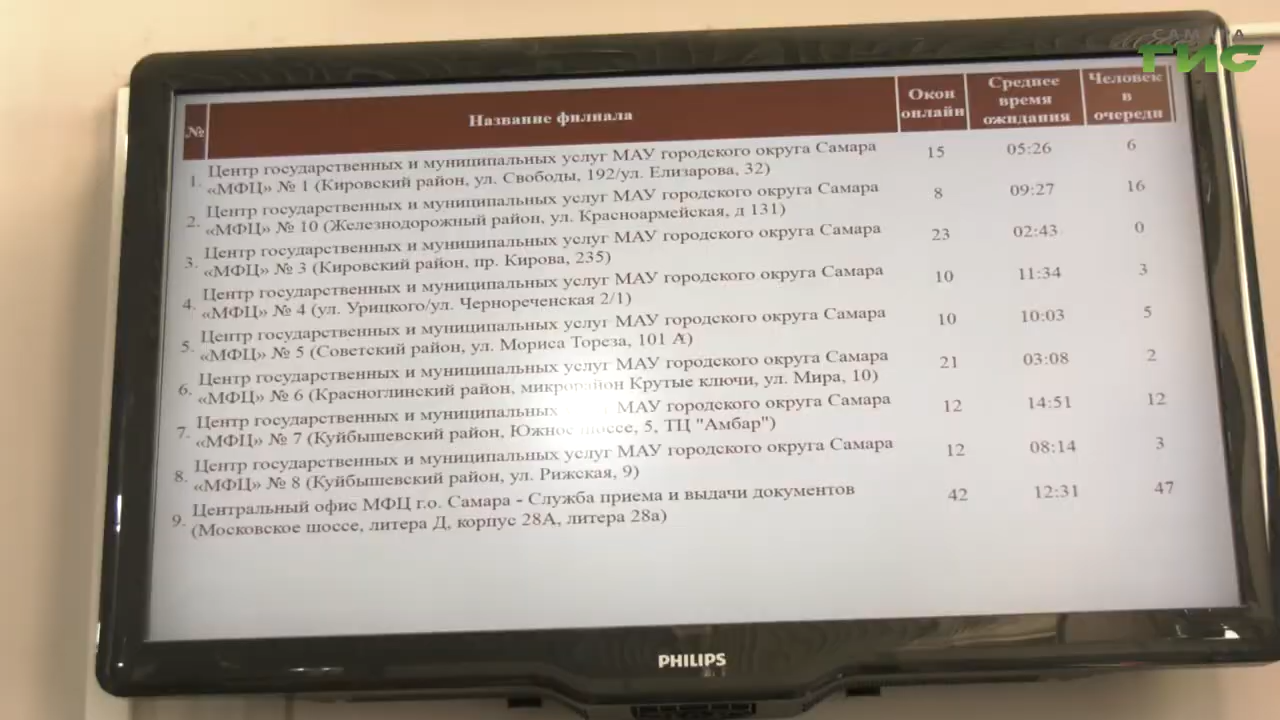 САМАРА
ГИС
№
Название филиала
Окон
онлайн
Среднее
время
ожидания
Человек
в
очереди
1. Центр государственных и муниципальных услуг МАУ городского округа Самара
«МФЦ» № 1 (Кировский район, ул. Свободы, 192/ул. Елизарова, 32)
15 05:26 6
2. Центр государственных и муниципальных услуг МАУ городского округа Самара
«МФЦ» № 10 (Железнодорожный район, ул. Красноармейская, д 131)
8 09:27 16
3. Центр государственных и муниципальных услуг МАУ городского округа Самара
«МФЦ» № 3 (Кировский район, пр. Кирова, 235)
23 02:43 0
4. Центр государственных и муниципальных услуг МАУ городского округа Самара
«МФЦ» № 4 (ул. Урицкого/ул. Чернореченская 2/1)
10 11:34 3
5. Центр государственных и муниципальных услуг МАУ городского округа Самара
«МФЦ» № 5 (Советский район, ул. Мориса Тореза, 101 А)
10 10:03 5
6. Центр государственных и муниципальных услуг МАУ городского округа Самара
«МФЦ» № 6 (Красноглинский район, микрорайон Крутые ключи, ул. Мира, 10)
21 03:08 2
7. Центр государственных и муниципальных МАУ городского округа Самара
«МФЦ» № 7 (Куйбышевский район, Южное шоссе, 5, ТЦ "Амбар")
12 14:51 12
8. Центр государственных и муниципальных услуг МАУ городского округа Самара
«МФЦ» № 8 (Куйбышевский район, ул. Рижская, 9)
12 08:14 3
9. Центральный офис МФЦ г.о. Самара - Служба приема и выдачи документов
(Московское шоссе, литера Д, корпус 28А, литера 28а)
42 12:31 47
PHILIPS